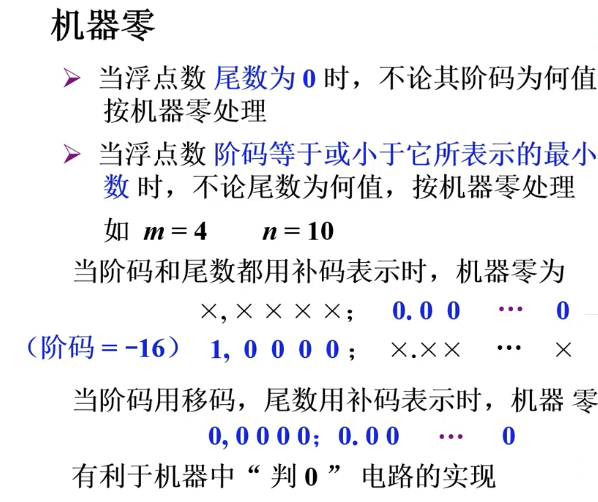 机器零
➢ 当浮点数 尾数为 0 时，不论其阶码为何值
按机器零处理
➢ 当浮点数 阶码等于或小于它所表示的最小
数 时，不论尾数为何值，按机器零处理
如 m = 4 n = 10
当阶码和尾数都用补码表示时，机器零为
×, × × × ×； 0. 0 0 … 0
（阶码 = -16） 1, 0 0 0 0； ×.×× … ×
当阶码用移码，尾数用补码表示时，机器 零
0, 0 0 0 0； 0. 0 0 … 0
有利于机器中“ 判 0 ” 电路的实现